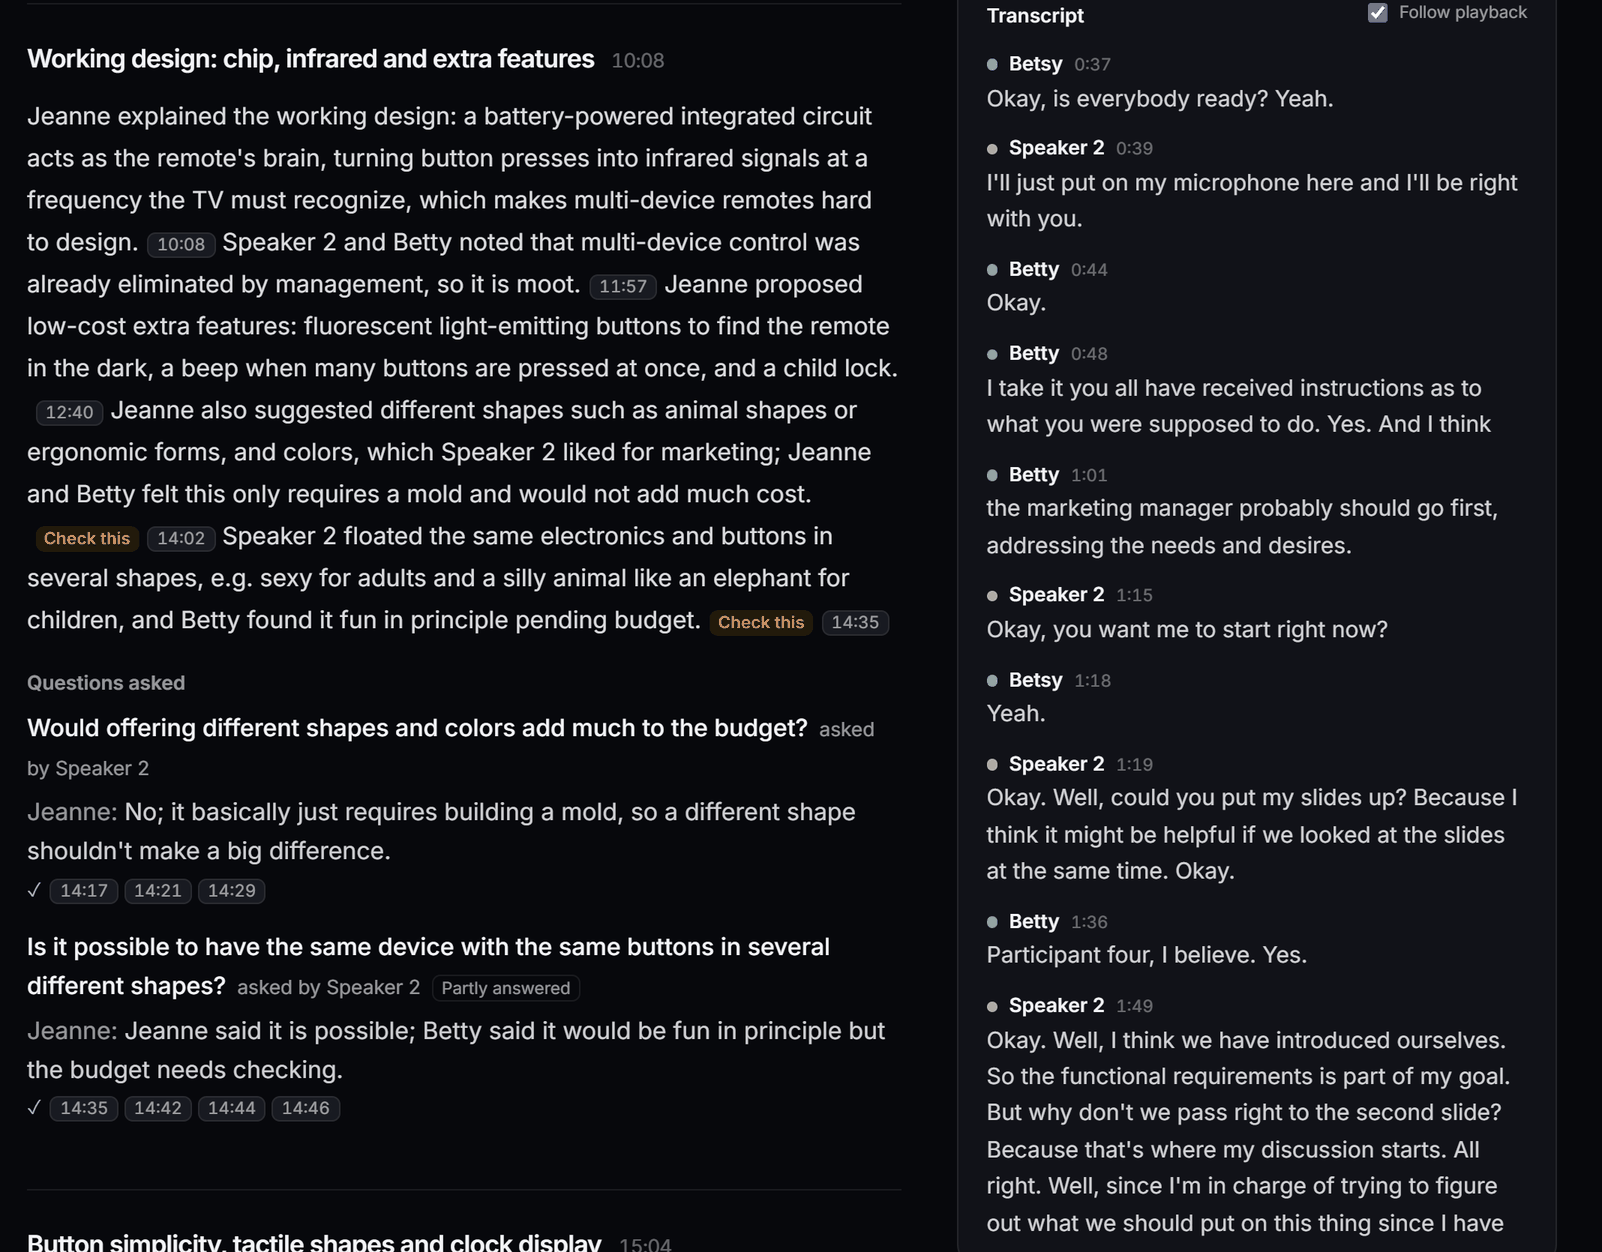 Working design: chip, infrared and extra features 10:08
Jeanne explained the working design: a battery-powered integrated circuit
acts as the remote's brain, turning button presses into infrared signals at a
frequency the TV must recognize, which makes multi-device remotes hard
to design. 10:08 Speaker 2 and Betty noted that multi-device control was
already eliminated by management, so it is moot. 11:57 Jeanne proposed
low-cost extra features: fluorescent light-emitting buttons to find the remote
in the dark, a beep when many buttons are pressed at once, and a child lock.
12:40 Jeanne also suggested different shapes such as animal shapes or
ergonomic forms, and colors, which Speaker 2 liked for marketing; Jeanne
and Betty felt this only requires a mold and would not add much cost.
Check this 14:02 Speaker 2 floated the same electronics and buttons in
several shapes, e.g. sexy for adults and a silly animal like an elephant for
children, and Betty found it fun in principle pending budget. Check this 14:35
Questions asked
Would offering different shapes and colors add much to the budget? asked
by Speaker 2
Jeanne: No; it basically just requires building a mold, so a different shape
shouldn't make a big difference.
✓ 14:17 14:21 14:29
Is it possible to have the same device with the same buttons in several
different shapes? asked by Speaker 2 Partly answered
Jeanne: Jeanne said it is possible; Betty said it would be fun in principle but
the budget needs checking.
✓ 14:35 14:42 14:44 14:46
Button simplicity, tactile shapes and clock display 15:04
Transcript
Follow playback
Betsy 0:37
Okay, is everybody ready? Yeah.
Speaker 2 0:39
I'll just put on my microphone here and I'll be right
with you.
Betty 0:44
Okay.
Betty 0:48
I take it you all have received instructions as to
what you were supposed to do. Yes. And I think
Betty 1:01
the marketing manager probably should go first,
addressing the needs and desires.
Speaker 2 1:15
Okay, you want me to start right now?
Betsy 1:18
Yeah.
Speaker 2 1:19
Okay. Well, could you put my slides up? Because I
think it might be helpful if we looked at the slides
at the same time. Okay.
Betty 1:36
Participant four, I believe. Yes.
Speaker 2 1:49
Okay. Well, I think we have introduced ourselves.
So the functional requirements is part of my goal.
But why don't we pass right to the second slide?
Because that's where my discussion starts. All
right. Well, since I'm in charge of trying to figure
out what we should put on this thing since I have